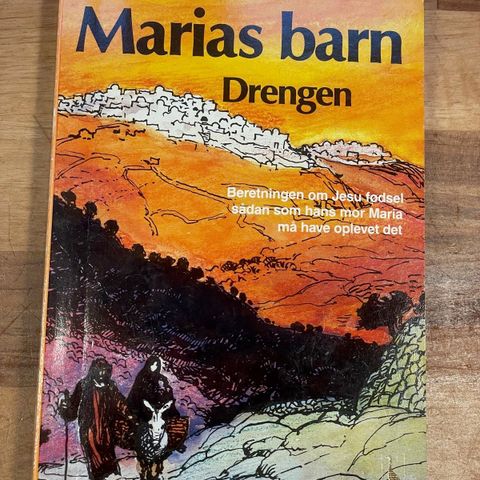 Marias barn
Drengen
Beretningen om Jesu fødsel
sådan som hans mor Maria
må have oplevet det